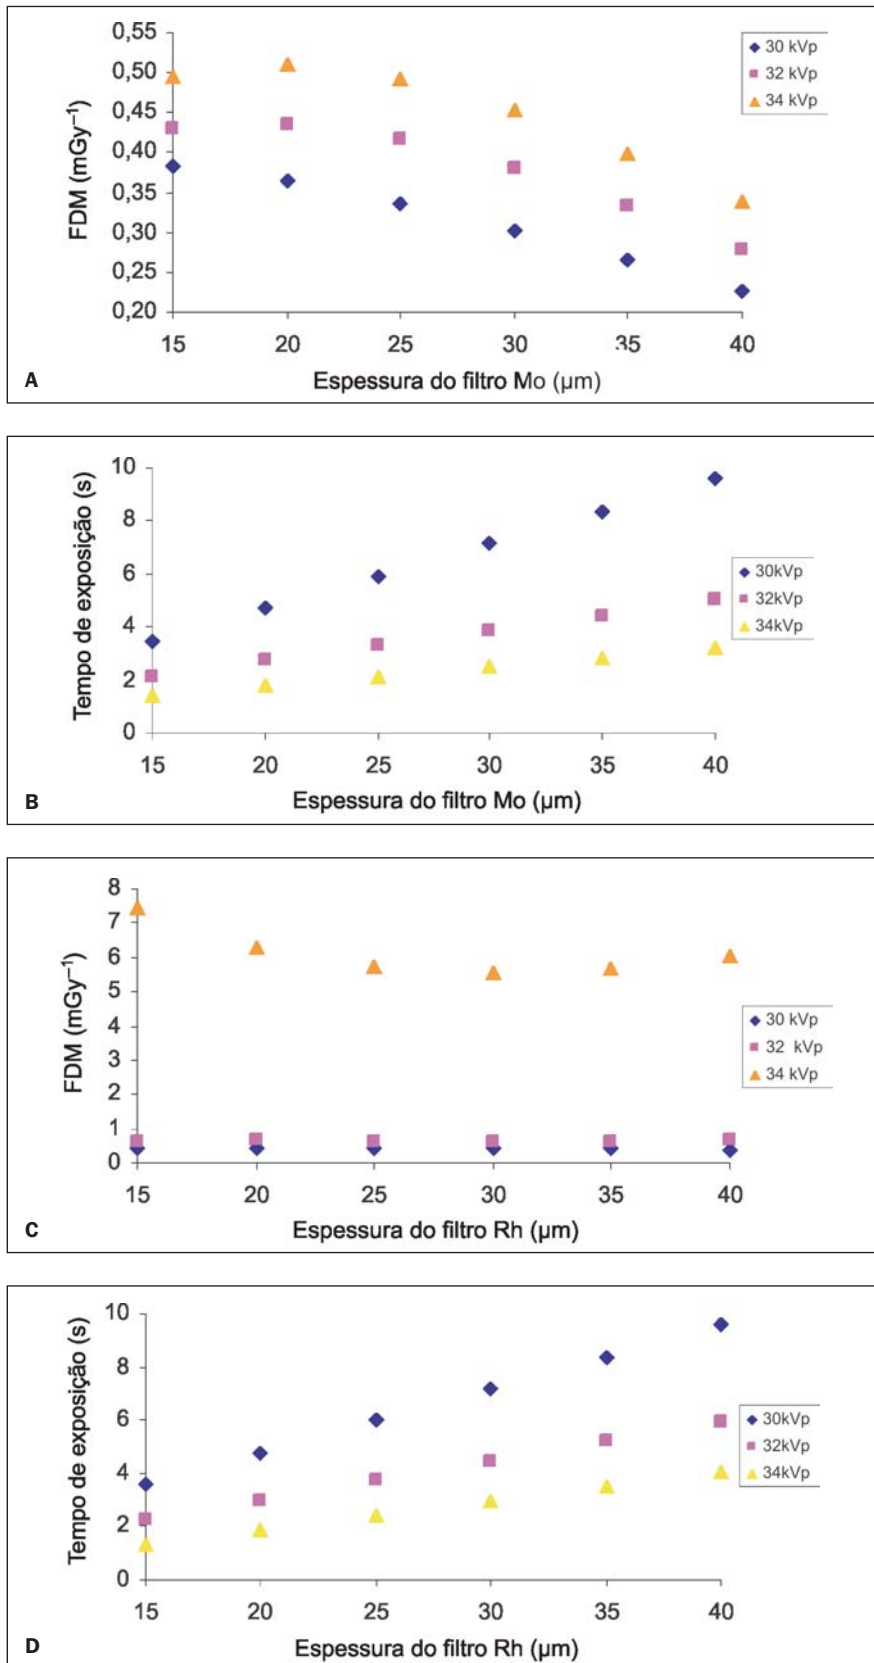 0,55
0,50
0,45
0,40
0,35
0,30
0,25
0,20
FDM (mGy⁻¹)
15 20 25 30 35 40
Espessura do filtro Mo (µm)
30 kVp
32 kVp
34 kVp
A
10
8
6
4
2
0
Tempo de exposição (s)
15 20 25 30 35 40
Espessura do filtro Mo (µm)
30kVp
32kVp
34kVp
B
8
7
6
5
4
3
2
1
0
FDM (mGy⁻¹)
15 20 25 30 35 40
Espessura do filtro Rh (µm)
30 kVp
32 kVp
34 kVp
C
10
8
6
4
2
0
Tempo de exposição (s)
15 20 25 30 35 40
Espessura do filtro Rh (µm)
30kVp
32kVp
34kVp
D